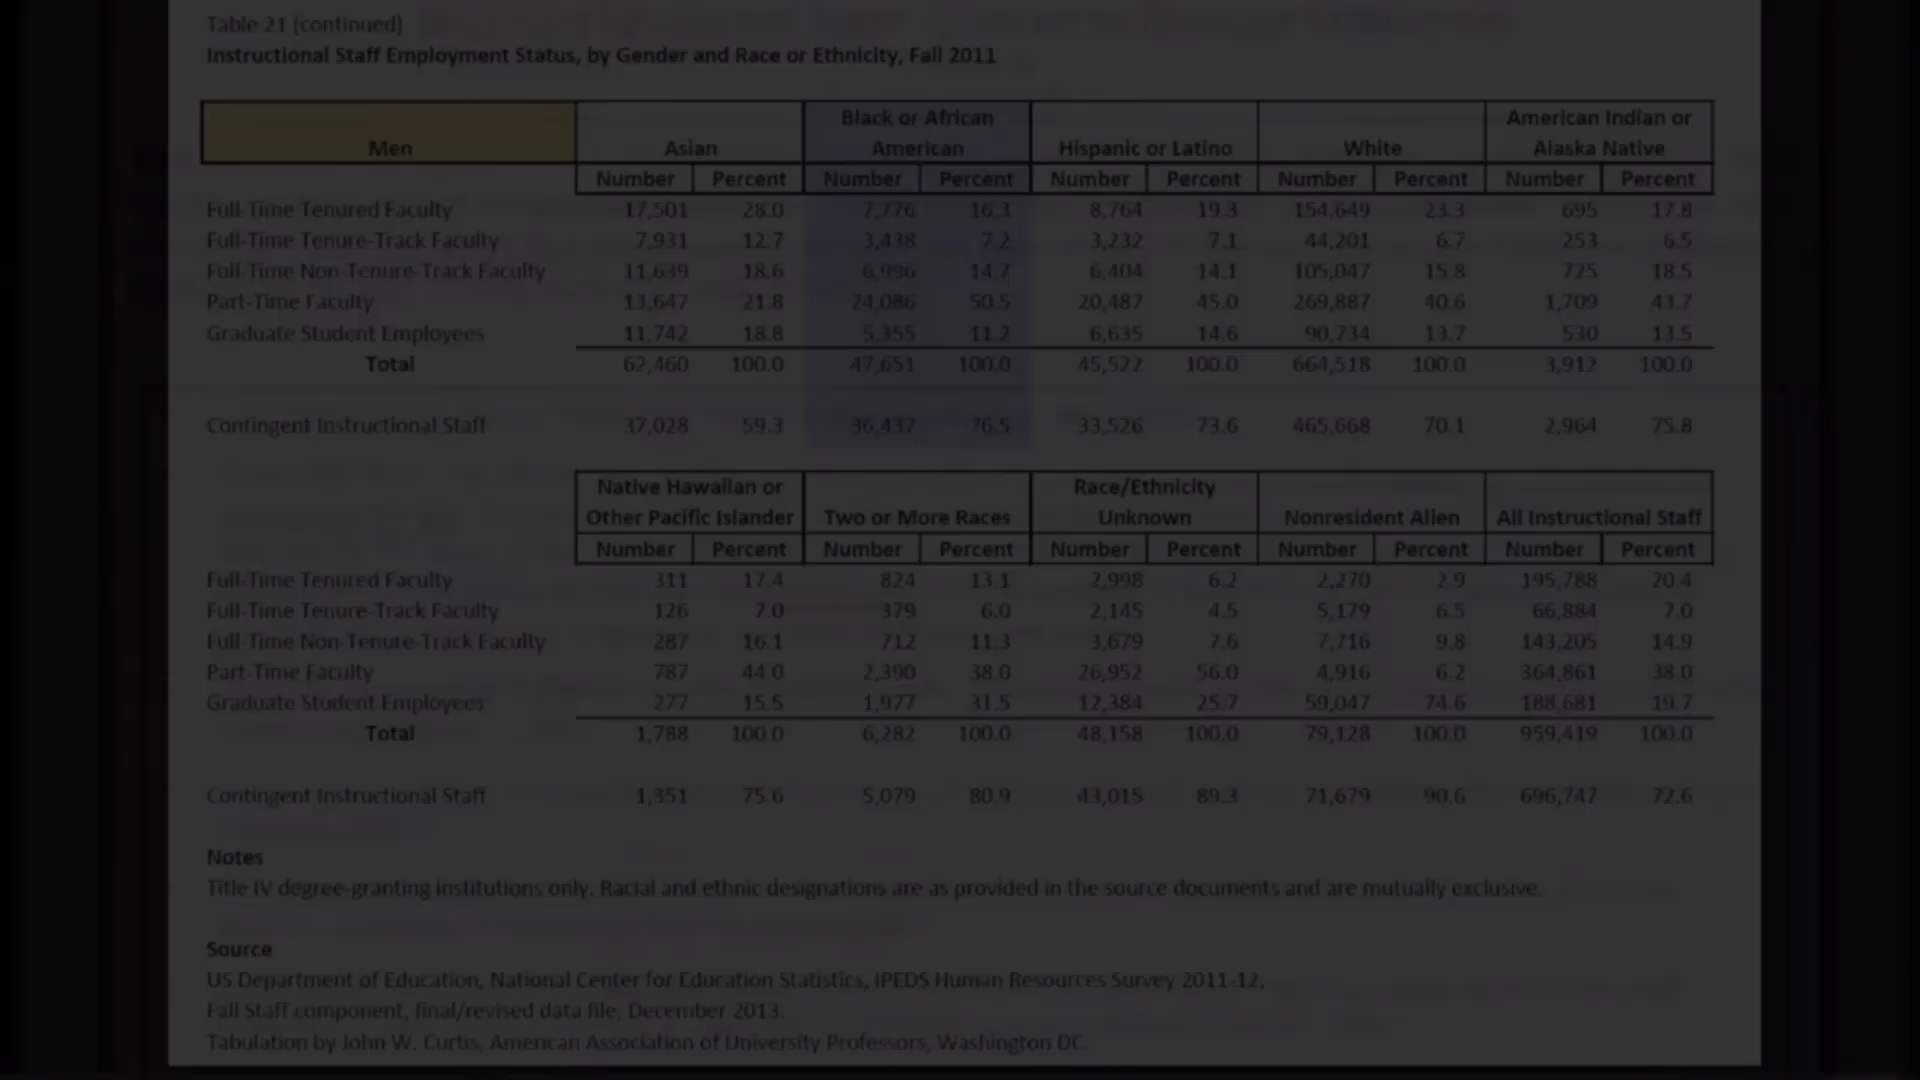 Table 21 (continued)
Instructional Staff Employment Status, by Gender and Race or Ethnicity, Fall 2011
Men Asian Black or African American Hispanic or Latino White American Indian or Alaska Native
Number Percent Number Percent Number Percent Number Percent Number Percent
Full-Time Tenured Faculty 17,501 28.0 7,776 16.3 8,764 19.3 154,649 23.3 695 17.8
Full-Time Tenure-Track Faculty 7,931 12.7 3,438 7.2 3,232 7.1 44,201 6.7 253 6.5
Full-Time Non-Tenure-Track Faculty 11,639 18.6 6,996 14.7 6,404 14.1 105,047 15.8 725 18.5
Part-Time Faculty 13,647 21.8 24,086 50.5 20,487 45.0 269,887 40.6 1,709 43.7
Graduate Student Employees 11,742 18.8 5,355 11.2 6,635 14.6 90,734 13.7 530 13.5
Total 62,460 100.0 47,651 100.0 45,522 100.0 664,518 100.0 3,912 100.0
Contingent Instructional Staff 37,028 59.3 36,437 76.5 33,526 73.6 465,668 70.1 2,964 75.8
Native Hawaiian or Other Pacific Islander Two or More Races Race/Ethnicity Unknown Nonresident Alien All Instructional Staff
Number Percent Number Percent Number Percent Number Percent Number Percent
Full-Time Tenured Faculty 311 17.4 824 13.1 2,998 6.2 2,270 2.9 195,788 20.4
Full-Time Tenure-Track Faculty 126 7.0 379 6.0 2,145 4.5 5,179 6.5 66,884 7.0
Full-Time Non-Tenure-Track Faculty 287 16.1 712 11.3 3,679 7.6 7,716 9.8 143,205 14.9
Part-Time Faculty 787 44.0 2,390 38.0 26,952 56.0 4,916 6.2 364,861 38.0
Graduate Student Employees 277 15.5 1,977 31.5 12,384 25.7 59,047 74.6 188,681 19.7
Total 1,788 100.0 6,282 100.0 48,158 100.0 79,128 100.0 959,419 100.0
Contingent Instructional Staff 1,351 75.6 5,079 80.9 43,015 89.3 71,679 90.6 696,747 72.6
Notes
Title IV degree-granting institutions only. Racial and ethnic designations are as provided in the source documents and are mutually exclusive.
Source
US Department of Education, National Center for Education Statistics, IPEDS Human Resources Survey 2011-12,
Fall Staff component, final/revised data file, December 2013.
Tabulation by John W. Curtis, American Association of University Professors, Washington DC.